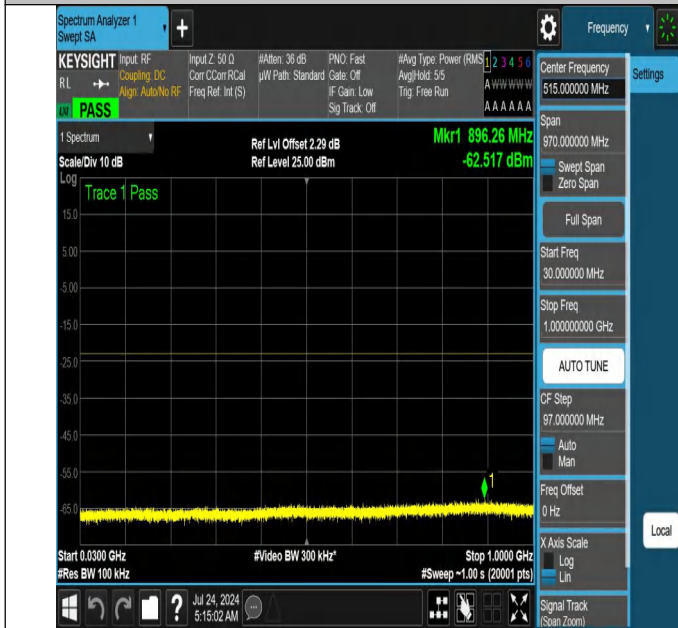 Spectrum Analyzer 1
Swept SA
+
Frequency
KEYSIGHT
RL
PASS
Input: RF
Coupling: DC
Align: Auto/No RF
Input Z: 50 Ω
Corr CCorr RCal
Freq Ref: Int (S)
#Atten: 36 dB
µW Path: Standard
PNO: Fast
Gate: Off
IF Gain: Low
Sig Track: Off
#Avg Type: Power (RMS
Avg|Hold: 5/5
Trig: Free Run
1 2 3 4 5 6
A W W W W W
A A A A A A
Center Frequency
515.000000 MHz
Settings
Span
970.000000 MHz
Swept Span
Zero Span
Full Span
Start Freq
30.000000 MHz
Stop Freq
1.000000000 GHz
AUTO TUNE
CF Step
97.000000 MHz
Auto
Man
Freq Offset
0 Hz
X Axis Scale
Log
Lin
Local
Signal Track
(Span Zoom)
1 Spectrum
Scale/Div 10 dB
Ref Lvl Offset 2.29 dB
Ref Level 25.00 dBm
Mkr1 896.26 MHz
-62.517 dBm
Log
Trace 1 Pass
15.0
5.00
-5.00
-15.0
-25.0
-35.0
-45.0
-55.0
-65.0
1
Start 0.0300 GHz
#Res BW 100 kHz
#Video BW 300 kHz*
Stop 1.0000 GHz
#Sweep ~1.00 s (20001 pts)
?
Jul 24, 2024
5:15:02 AM